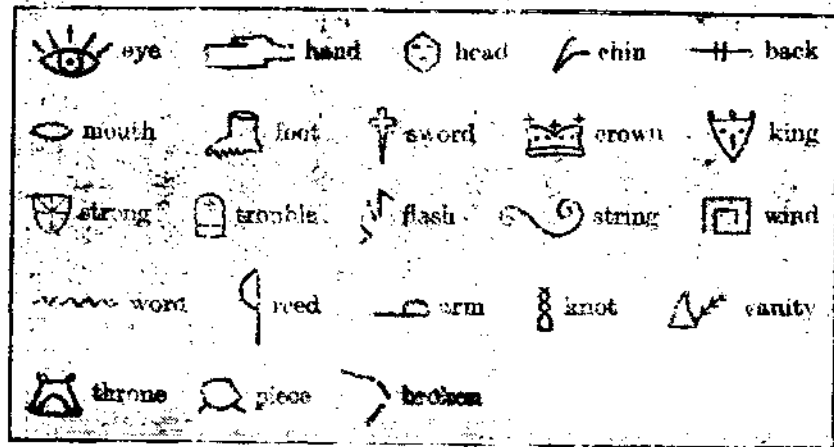 eye hand head chin back
mouth foot sword crown king
strong trouble flash string wind
word reed arm knot vanity
throne piece broken